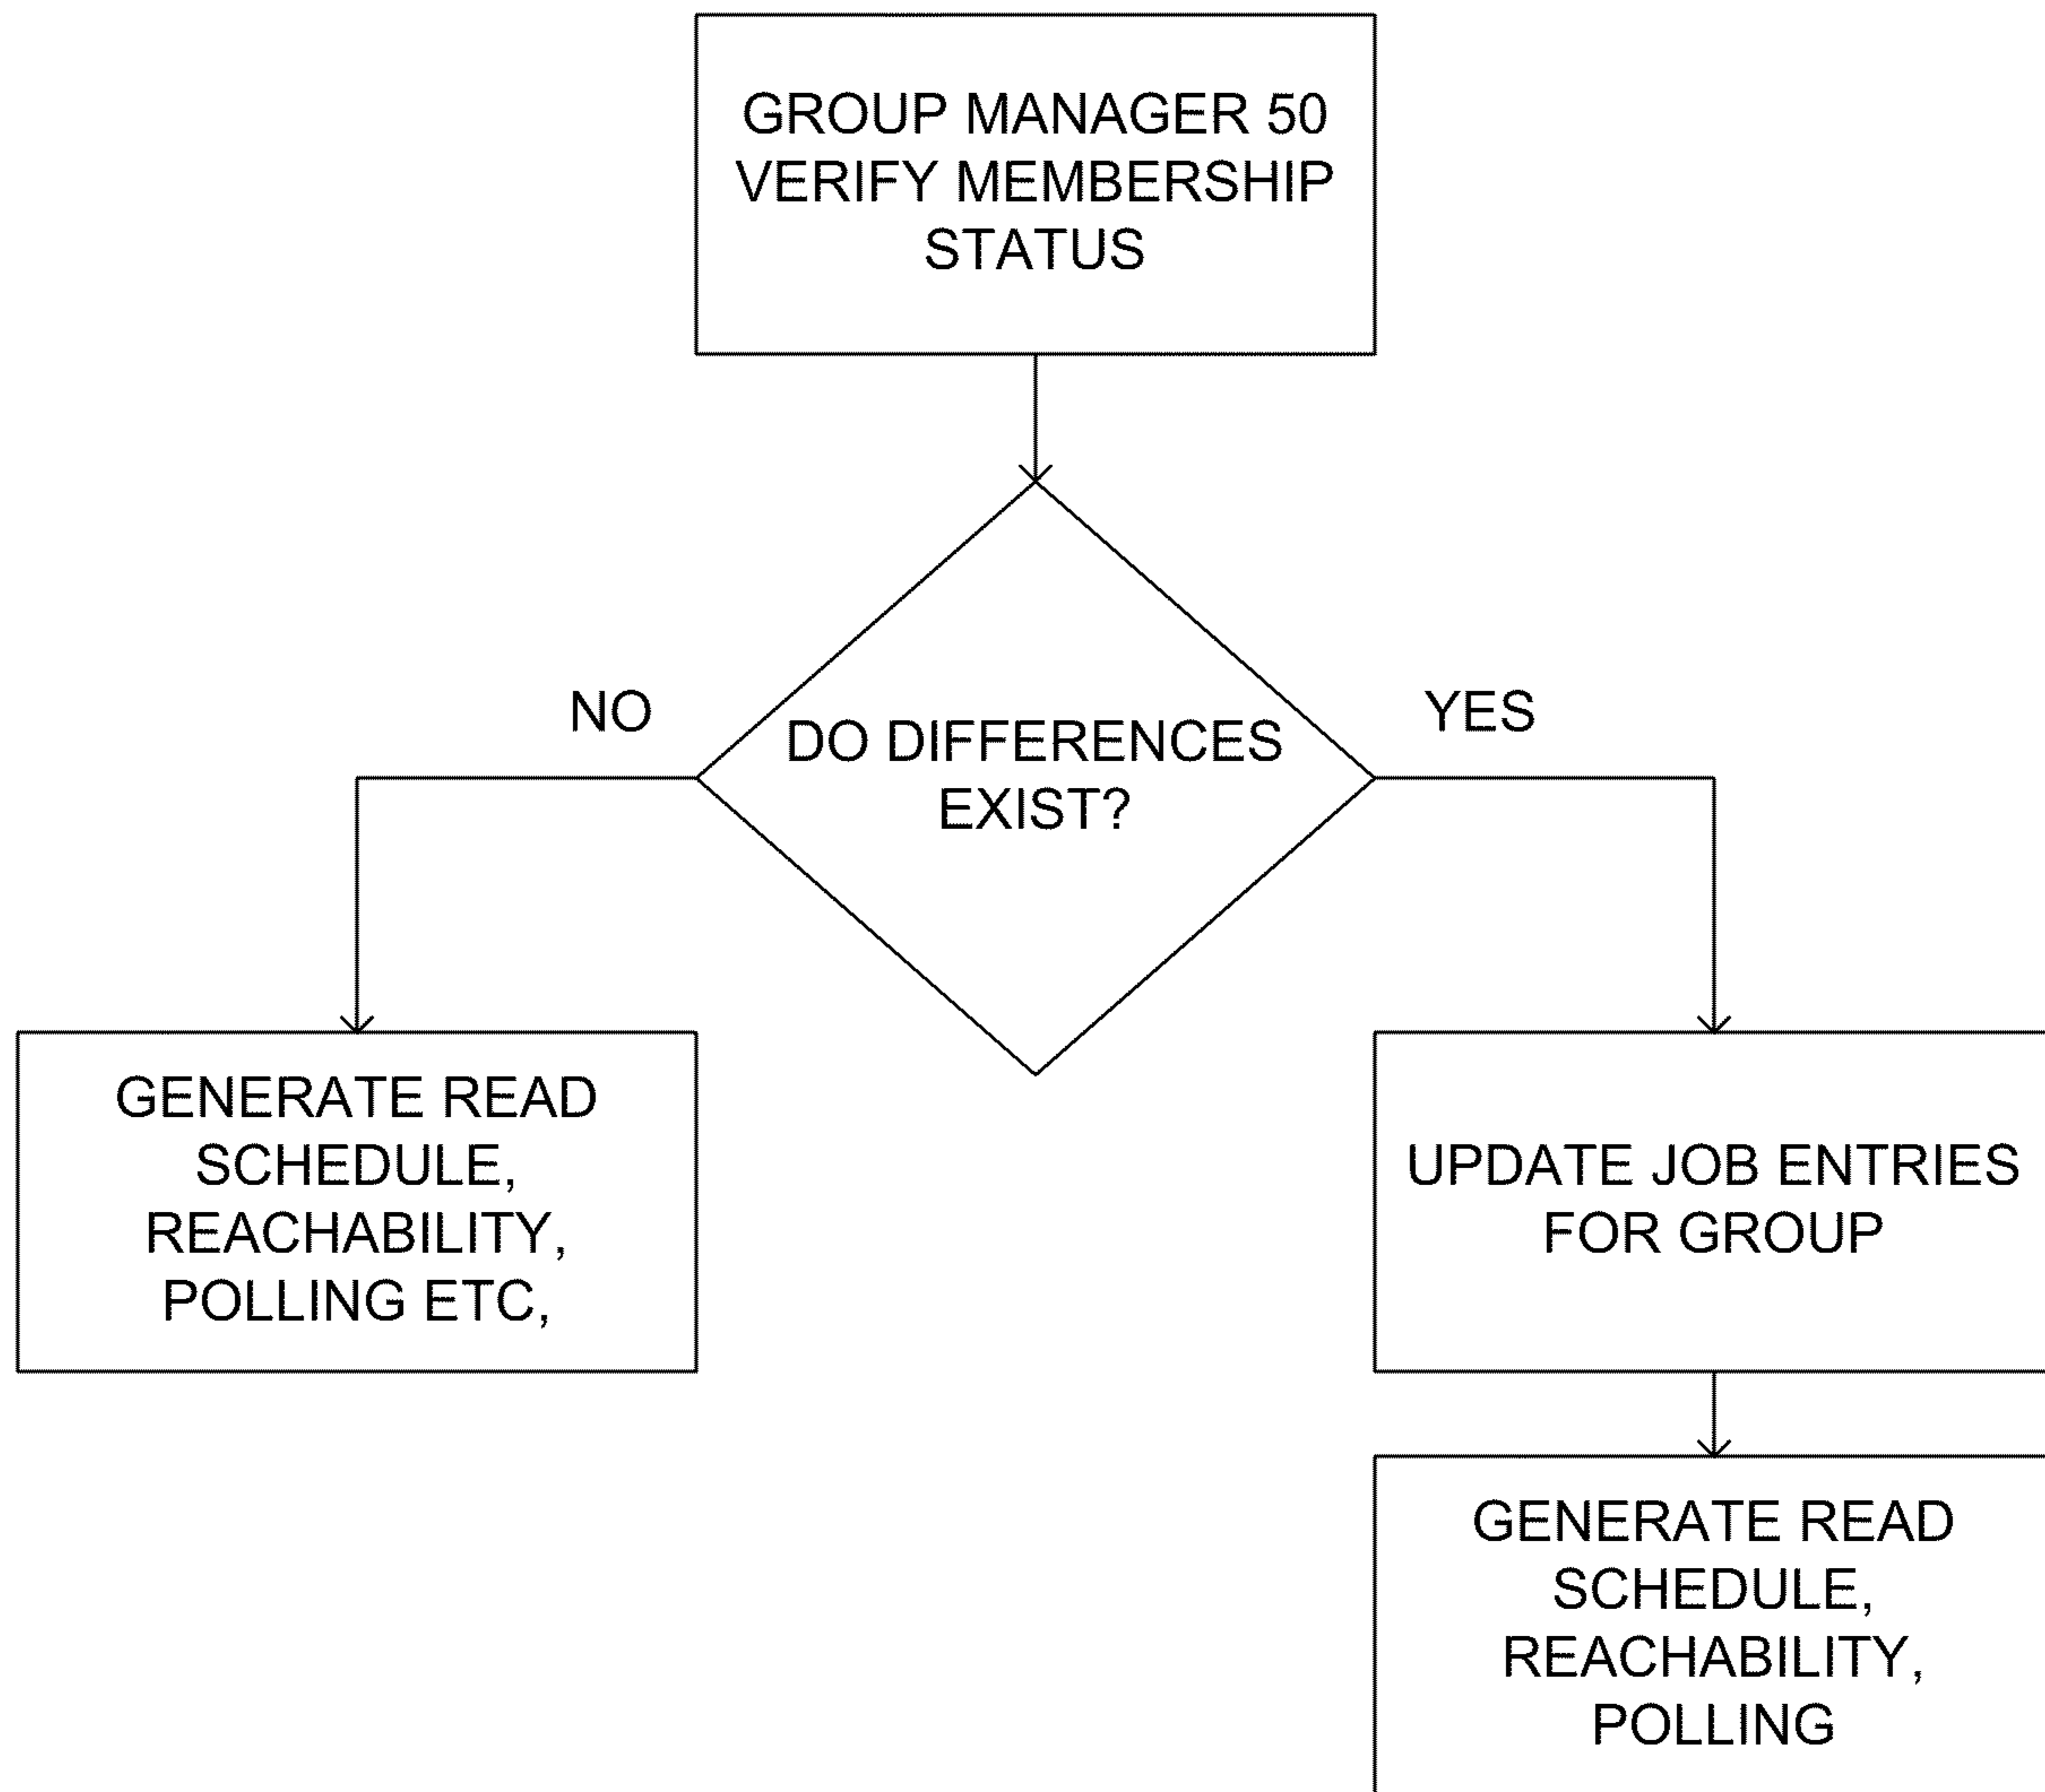 GROUP MANAGER 50
VERIFY MEMBERSHIP
STATUS
NO
DO DIFFERENCES
EXIST?
YES
GENERATE READ
SCHEDULE,
REACHABILITY,
POLLING ETC,
UPDATE JOB ENTRIES
FOR GROUP
GENERATE READ
SCHEDULE,
REACHABILITY,
POLLING